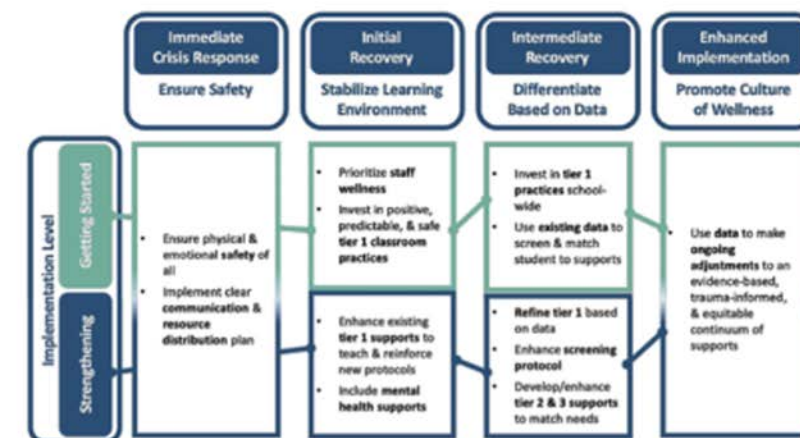 Immediate
Crisis Response
Ensure Safety
Initial
Recovery
Stabilize Learning
Environment
Intermediate
Recovery
Differentiate
Based on Data
Enhanced
Implementation
Promote Culture
of Wellness
Implementation Level
Getting Started
Strengthening
• Ensure physical &
emotional safety of
all
• Implement clear
communication &
resource
distribution plan
• Prioritize staff
wellness
• Invest in positive,
predictable, & safe
tier 1 classroom
practices
• Enhance existing
tier 1 supports to
teach & reinforce
new protocols
• Include mental
health supports
• Invest in tier 1
practices school-
wide
• Use existing data to
screen & match
student to supports
• Refine tier 1 based
on data
• Enhance screening
protocol
• Develop/enhance
tier 2 & 3 supports
to match needs
• Use data to make
ongoing
adjustments to an
evidence-based,
trauma-informed,
& equitable
continuum of
supports